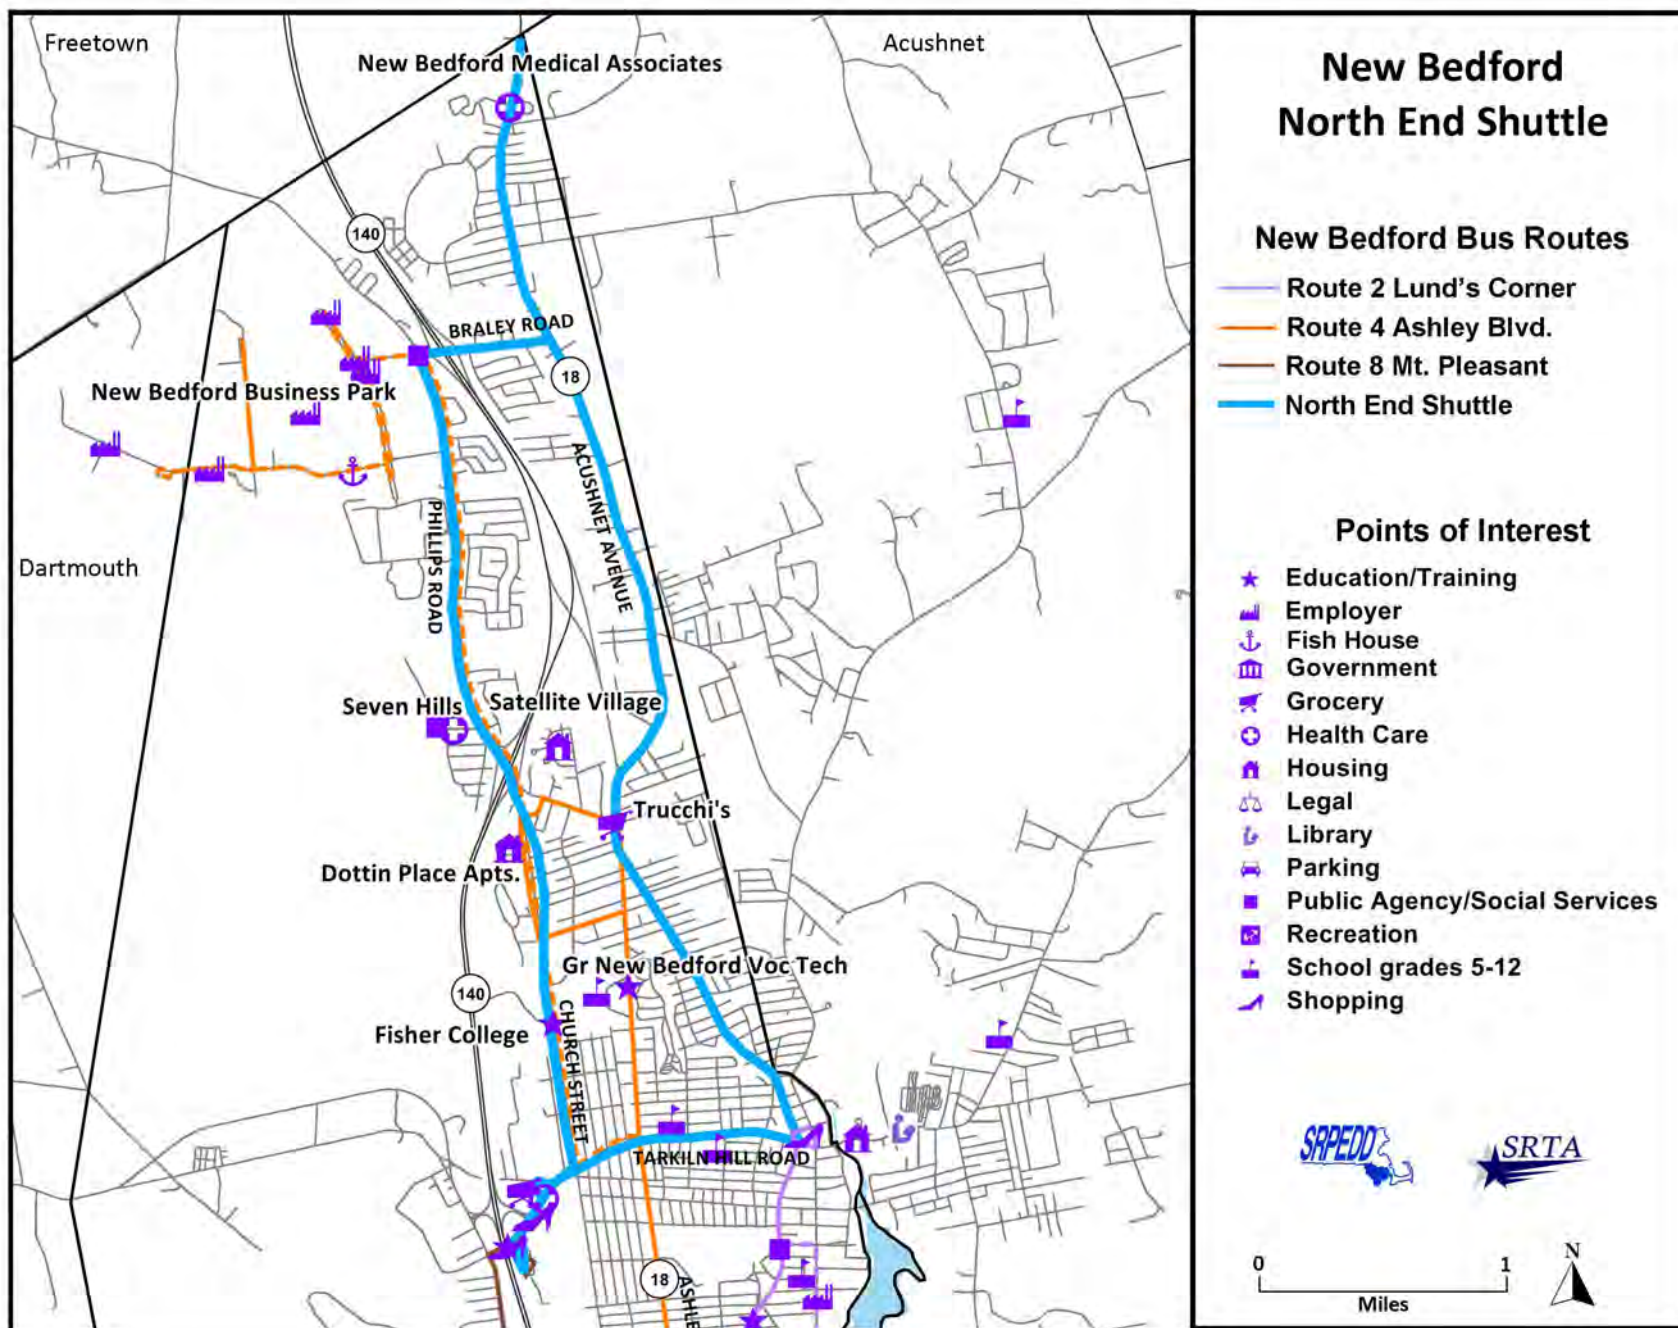 Freetown
Acushnet
New Bedford Medical Associates
140
BRALEY ROAD
18
New Bedford Business Park
ACUSHNET AVENUE
PHILLIPS ROAD
Dartmouth
Seven Hills
Satellite Village
Trucchi's
Dottin Place Apts.
Gr New Bedford Voc Tech
140
Fisher College
CHURCH STREET
TARKILN HILL ROAD
18
ASHLE
New Bedford
North End Shuttle
New Bedford Bus Routes
Route 2 Lund's Corner
Route 4 Ashley Blvd.
Route 8 Mt. Pleasant
North End Shuttle
Points of Interest
Education/Training
Employer
Fish House
Government
Grocery
Health Care
Housing
Legal
Library
Parking
Public Agency/Social Services
Recreation
School grades 5-12
Shopping
SRPEDD
SRTA
0 1
Miles
N